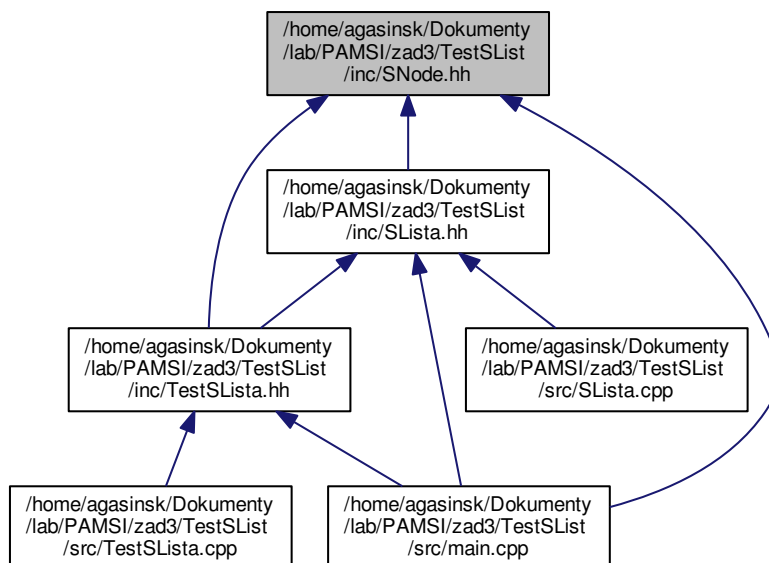 /home/agasinsk/Dokumenty
/lab/PAMSI/zad3/TestSList
/inc/SNode.hh
/home/agasinsk/Dokumenty
/lab/PAMSI/zad3/TestSList
/inc/SLista.hh
/home/agasinsk/Dokumenty
/lab/PAMSI/zad3/TestSList
/inc/TestSLista.hh
/home/agasinsk/Dokumenty
/lab/PAMSI/zad3/TestSList
/src/SLista.cpp
/home/agasinsk/Dokumenty
/lab/PAMSI/zad3/TestSList
/src/TestSLista.cpp
/home/agasinsk/Dokumenty
/lab/PAMSI/zad3/TestSList
/src/main.cpp